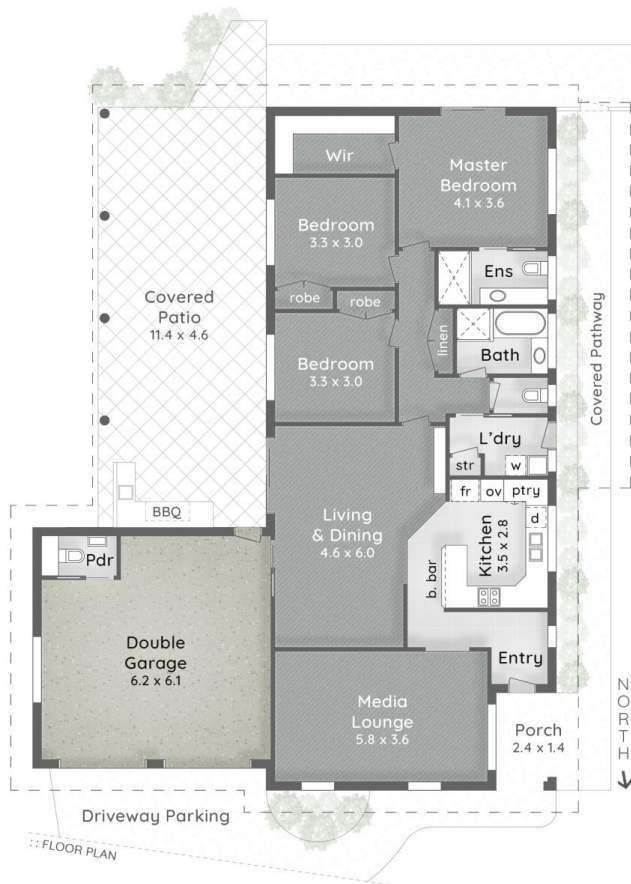 Wir
Master
Bedroom
4.1 x 3.6
Bedroom
3.3 x 3.0
Ens
robe
robe
Covered
Patio
11.4 x 4.6
linen
Bath
Covered Pathway
Bedroom
3.3 x 3.0
L'dry
str
w
BBQ
Living
& Dining
4.6 x 6.0
fr
ov
ptry
d
Kitchen
3.5 x 2.8
b. bar
Pdr
Double
Garage
6.2 x 6.1
Entry
Media
Lounge
5.8 x 3.6
Porch
2.4 x 1.4
NORTH
Driveway Parking
:: FLOOR PLAN